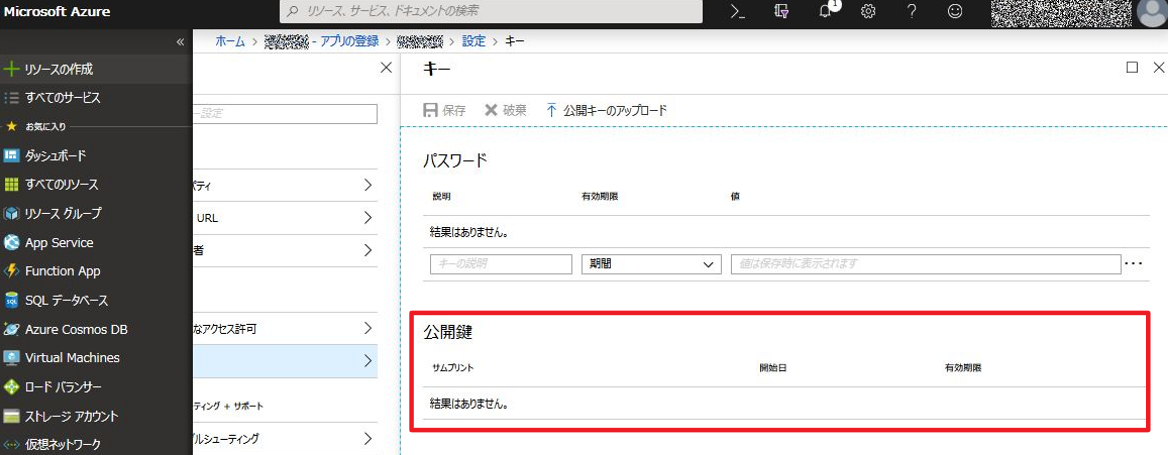 Microsoft Azure
リソース、サービス、ドキュメントの検索
1
ホーム > - アプリの登録 > > 設定 > キー
リソースの作成
すべてのサービス
お気に入り
ダッシュボード
すべてのリソース
リソース グループ
App Service
Function App
SQL データベース
Azure Cosmos DB
Virtual Machines
ロード バランサー
ストレージ アカウント
仮想ネットワーク
ー設定
パティ
URL
者
なアクセス許可
ティング + サポート
ルシューティング
キー
保存 破棄 公開キーのアップロード
パスワード
説明 有効期限 値
結果はありません。
キーの説明 期間 値は保存時に表示されます
公開鍵
サムプリント 開始日 有効期限
結果はありません。